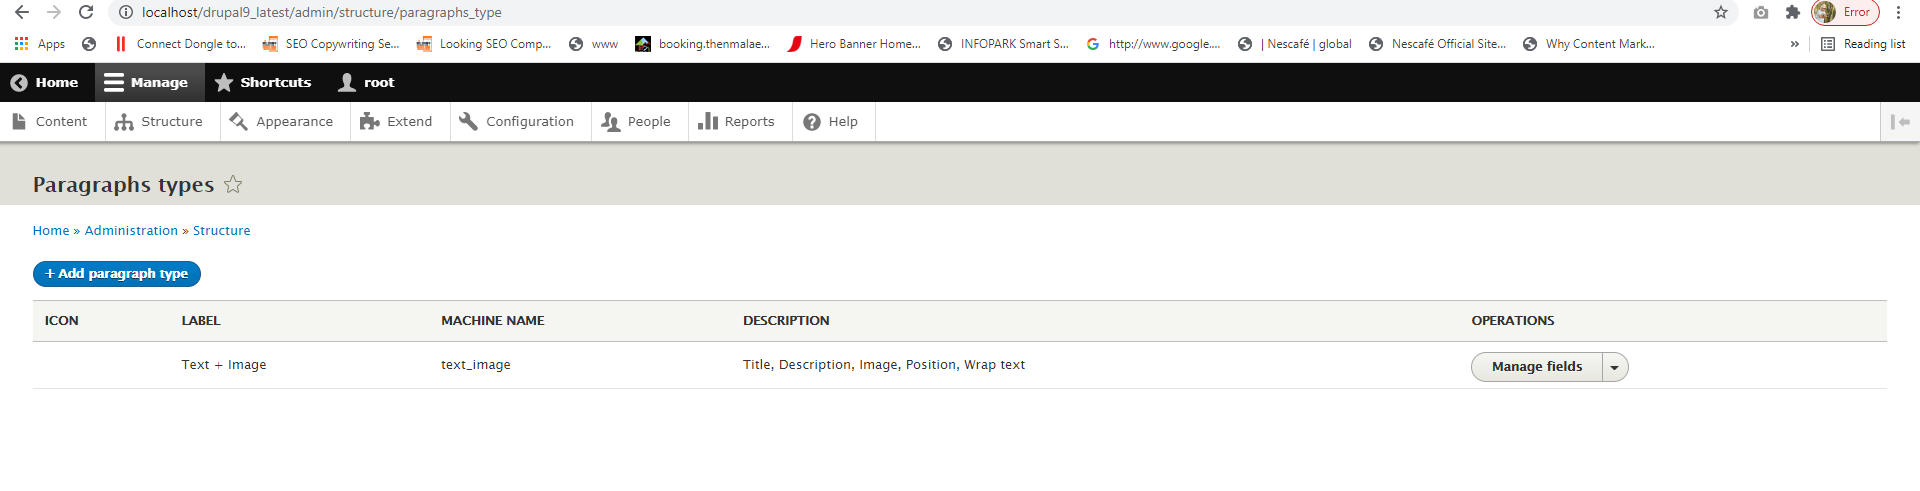 localhost/drupal9_latest/admin/structure/paragraphs_type Error
Apps Connect Dongle to... SEO Copywriting Se... Looking SEO Comp... www booking.thenmalae... Hero Banner Home... INFOPARK Smart S... http://www.google.... | Nescafé | global Nescafé Official Site... Why Content Mark... » Reading list
Home Manage Shortcuts root
Content Structure Appearance Extend Configuration People Reports Help
Paragraphs types
Home » Administration » Structure
+ Add paragraph type
ICON LABEL MACHINE NAME DESCRIPTION OPERATIONS
Text + Image text_image Title, Description, Image, Position, Wrap text Manage fields